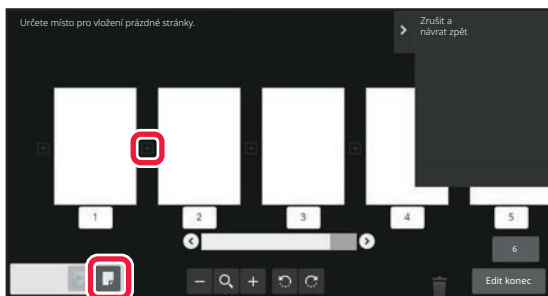 Určete místo pro vložení prázdné stránky.
Zrušit a
návrat zpět
1
2
3
4
5
6
Edit konec